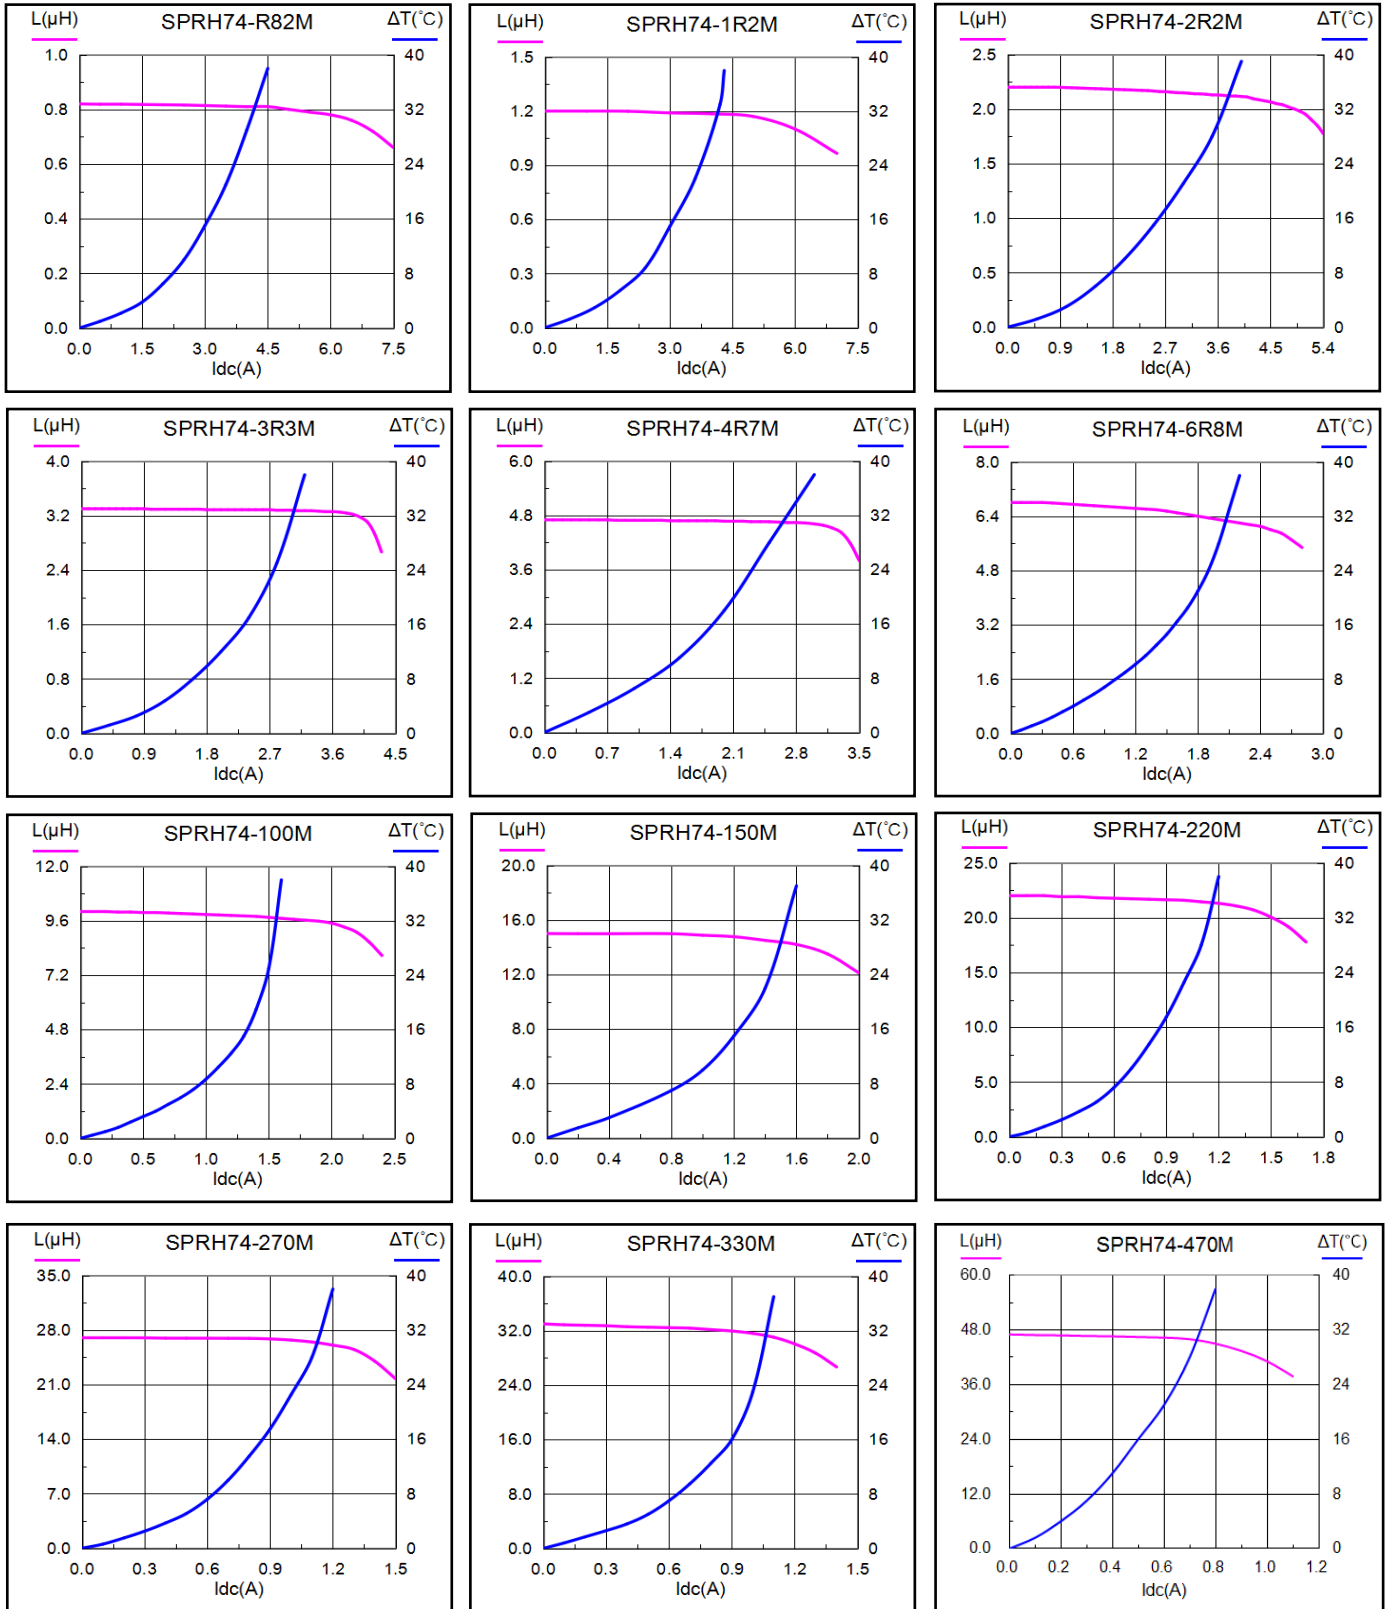 L(μH) SPRH74-R82M ΔT(°C)
1.0 40
0.8 32
0.6 24
0.4 16
0.2 8
0.0 0
0.0 1.5 3.0 4.5 6.0 7.5
Idc(A)
L(μH) SPRH74-1R2M ΔT(°C)
1.5 40
1.2 32
0.9 24
0.6 16
0.3 8
0.0 0
0.0 1.5 3.0 4.5 6.0 7.5
Idc(A)
L(μH) SPRH74-2R2M ΔT(°C)
2.5 40
2.0 32
1.5 24
1.0 16
0.5 8
0.0 0
0.0 0.9 1.8 2.7 3.6 4.5 5.4
Idc(A)
L(μH) SPRH74-3R3M ΔT(°C)
4.0 40
3.2 32
2.4 24
1.6 16
0.8 8
0.0 0
0.0 0.9 1.8 2.7 3.6 4.5
Idc(A)
L(μH) SPRH74-4R7M ΔT(°C)
6.0 40
4.8 32
3.6 24
2.4 16
1.2 8
0.0 0
0.0 0.7 1.4 2.1 2.8 3.5
Idc(A)
L(μH) SPRH74-6R8M ΔT(°C)
8.0 40
6.4 32
4.8 24
3.2 16
1.6 8
0.0 0
0.0 0.6 1.2 1.8 2.4 3.0
Idc(A)
L(μH) SPRH74-100M ΔT(°C)
12.0 40
9.6 32
7.2 24
4.8 16
2.4 8
0.0 0
0.0 0.5 1.0 1.5 2.0 2.5
Idc(A)
L(μH) SPRH74-150M ΔT(°C)
20.0 40
16.0 32
12.0 24
8.0 16
4.0 8
0.0 0
0.0 0.4 0.8 1.2 1.6 2.0
Idc(A)
L(μH) SPRH74-220M ΔT(°C)
25.0 40
20.0 32
15.0 24
10.0 16
5.0 8
0.0 0
0.0 0.3 0.6 0.9 1.2 1.5 1.8
Idc(A)
L(μH) SPRH74-270M ΔT(°C)
35.0 40
28.0 32
21.0 24
14.0 16
7.0 8
0.0 0
0.0 0.3 0.6 0.9 1.2 1.5
Idc(A)
L(μH) SPRH74-330M ΔT(°C)
40.0 40
32.0 32
24.0 24
16.0 16
8.0 8
0.0 0
0.0 0.3 0.6 0.9 1.2 1.5
Idc(A)
L(μH) SPRH74-470M ΔT(°C)
60.0 40
48.0 32
36.0 24
24.0 16
12.0 8
0.0 0
0.0 0.2 0.4 0.6 0.8 1.0 1.2
Idc(A)